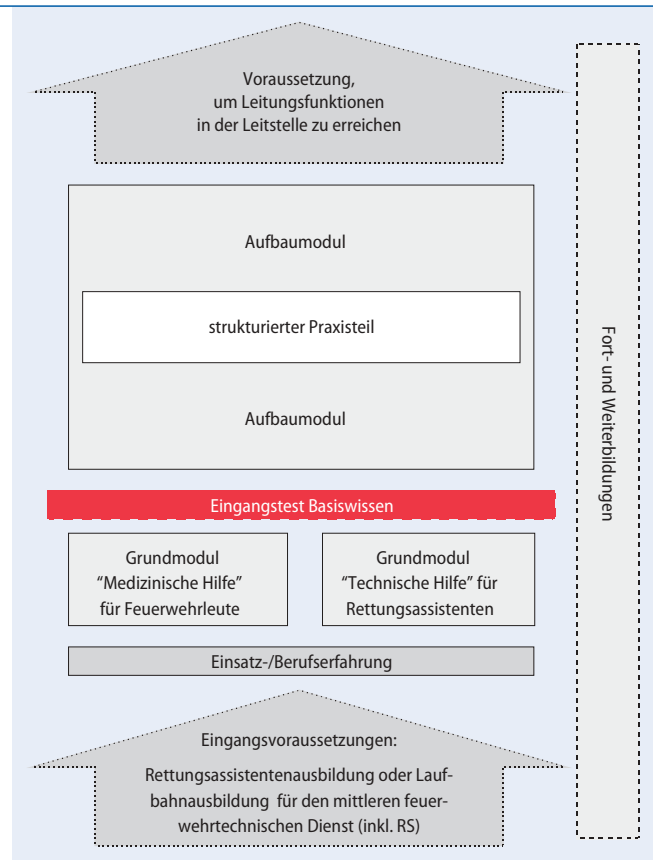 Voraussetzung,
um Leitungsfunktionen
in der Leitstelle zu erreichen
Aufbaumodul
strukturierter Praxisteil
Aufbaumodul
Eingangstest Basiswissen
Grundmodul
“Medizinische Hilfe”
für Feuerwehrleute
Grundmodul
“Technische Hilfe” für
Rettungsassistenten
Einsatz-/Berufserfahrung
Eingangsvoraussetzungen:
Rettungsassistentenausbildung oder Lauf-
bahnausbildung für den mittleren feuer-
wehrtechnischen Dienst (inkl. RS)
Fort- und Weiterbildungen